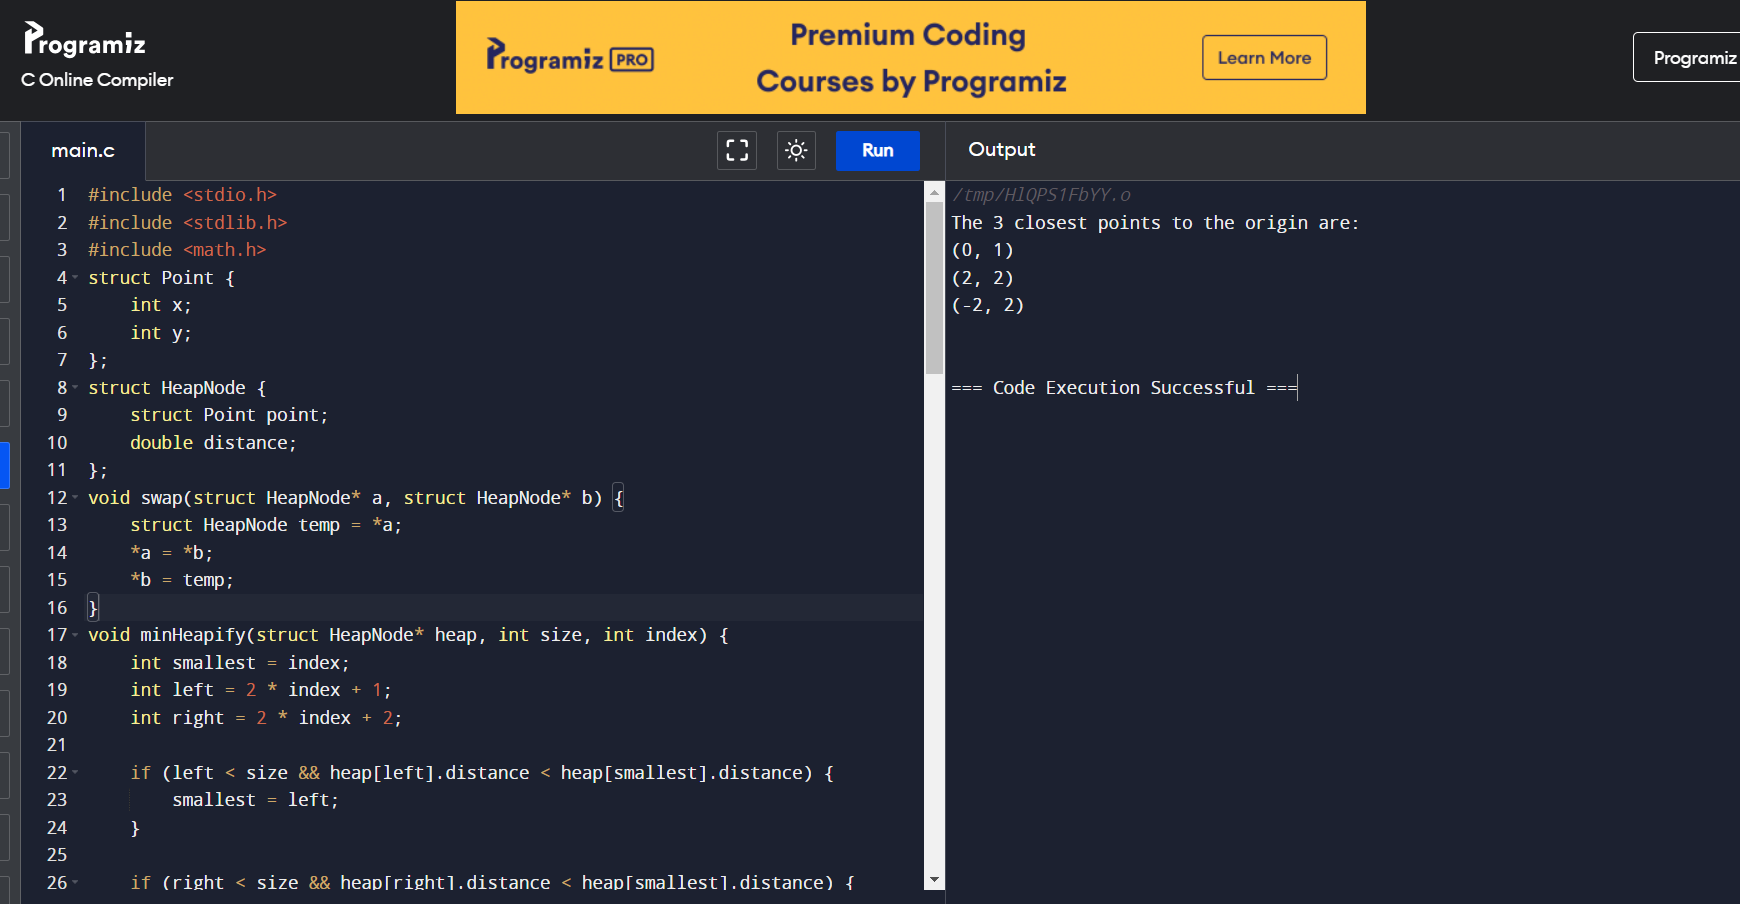 Programiz
C Online Compiler
Programiz PRO
Premium Coding
Courses by Programiz
Learn More
Programiz
main.c
Run
Output
1 #include <stdio.h>
2 #include <stdlib.h>
3 #include <math.h>
4 struct Point {
5     int x;
6     int y;
7 };
8 struct HeapNode {
9     struct Point point;
10     double distance;
11 };
12 void swap(struct HeapNode* a, struct HeapNode* b) {
13     struct HeapNode temp = *a;
14     *a = *b;
15     *b = temp;
16 }
17 void minHeapify(struct HeapNode* heap, int size, int index) {
18     int smallest = index;
19     int left = 2 * index + 1;
20     int right = 2 * index + 2;
21
22     if (left < size && heap[left].distance < heap[smallest].distance) {
23         smallest = left;
24     }
25
26     if (right < size && heap[right].distance < heap[smallest].distance) {
/tmp/HlQPS1FbYY.o
The 3 closest points to the origin are:
(0, 1)
(2, 2)
(-2, 2)
=== Code Execution Successful ===